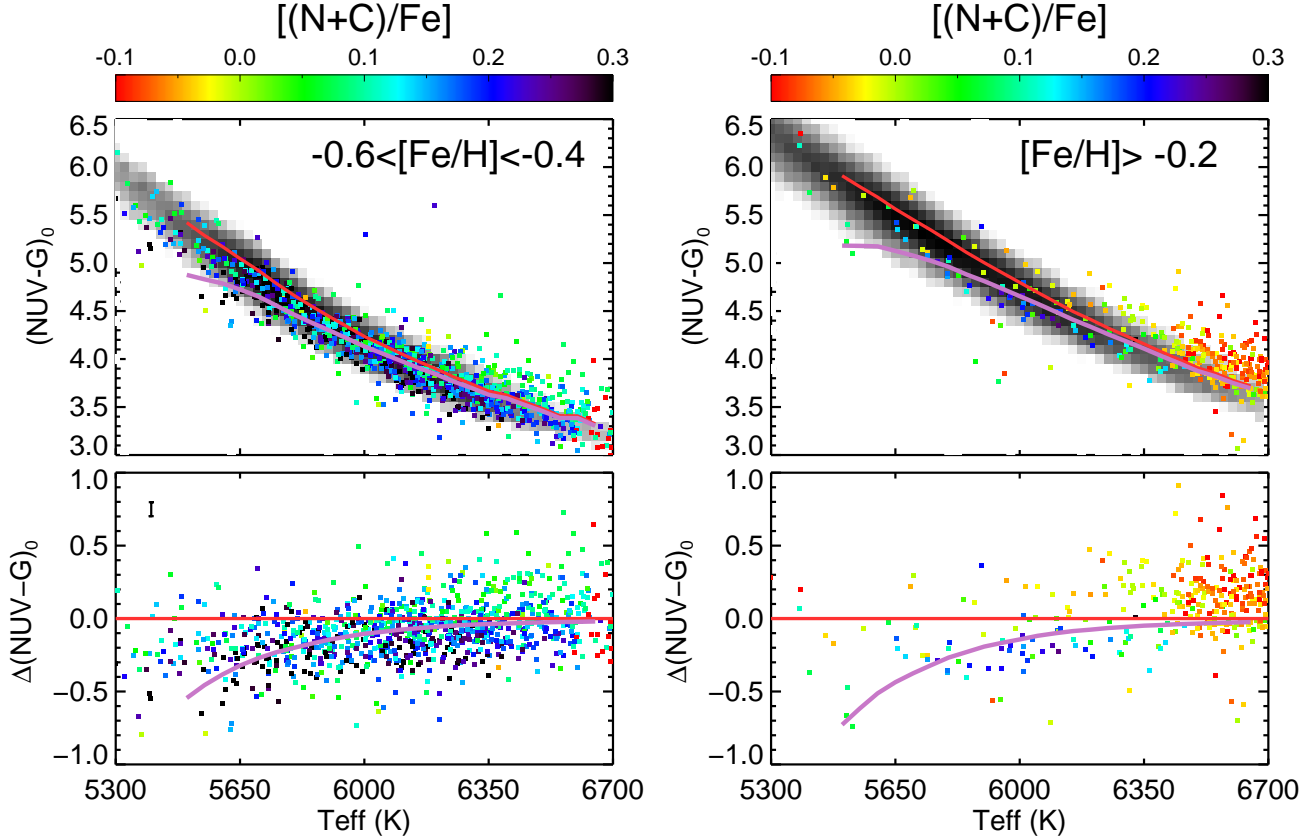 [(N+C)/Fe] [(N+C)/Fe]
-0.1 0.0 0.1 0.2 0.3 -0.1 0.0 0.1 0.2 0.3
-0.6<[Fe/H]<-0.4 [Fe/H]> -0.2
(NUV-G)₀ (NUV-G)₀
6.5 6.5
6.0 6.0
5.5 5.5
5.0 5.0
4.5 4.5
4.0 4.0
3.5 3.5
3.0 3.0
Δ(NUV−G)₀ Δ(NUV−G)₀
1.0 1.0
0.5 0.5
0.0 0.0
−0.5 −0.5
−1.0 −1.0
5300 5650 6000 6350 6700 5300 5650 6000 6350 6700
Teff (K) Teff (K)